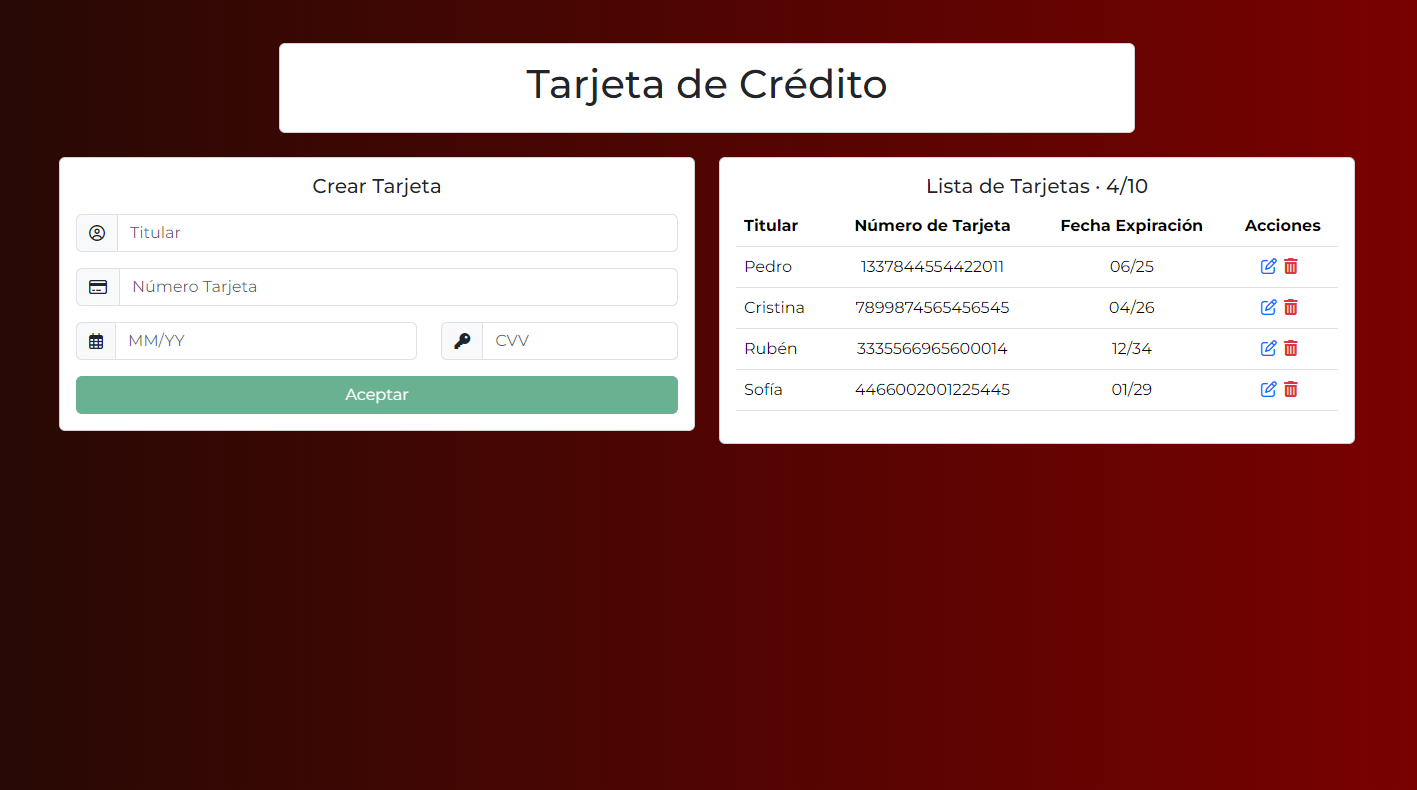 Tarjeta de Crédito
Crear Tarjeta
Titular
Número Tarjeta
MM/YY
CVV
Aceptar
Lista de Tarjetas · 4/10
Titular Número de Tarjeta Fecha Expiración Acciones
Pedro 1337844554422011 06/25
Cristina 7899874565456545 04/26
Rubén 3335566965600014 12/34
Sofía 4466002001225445 01/29